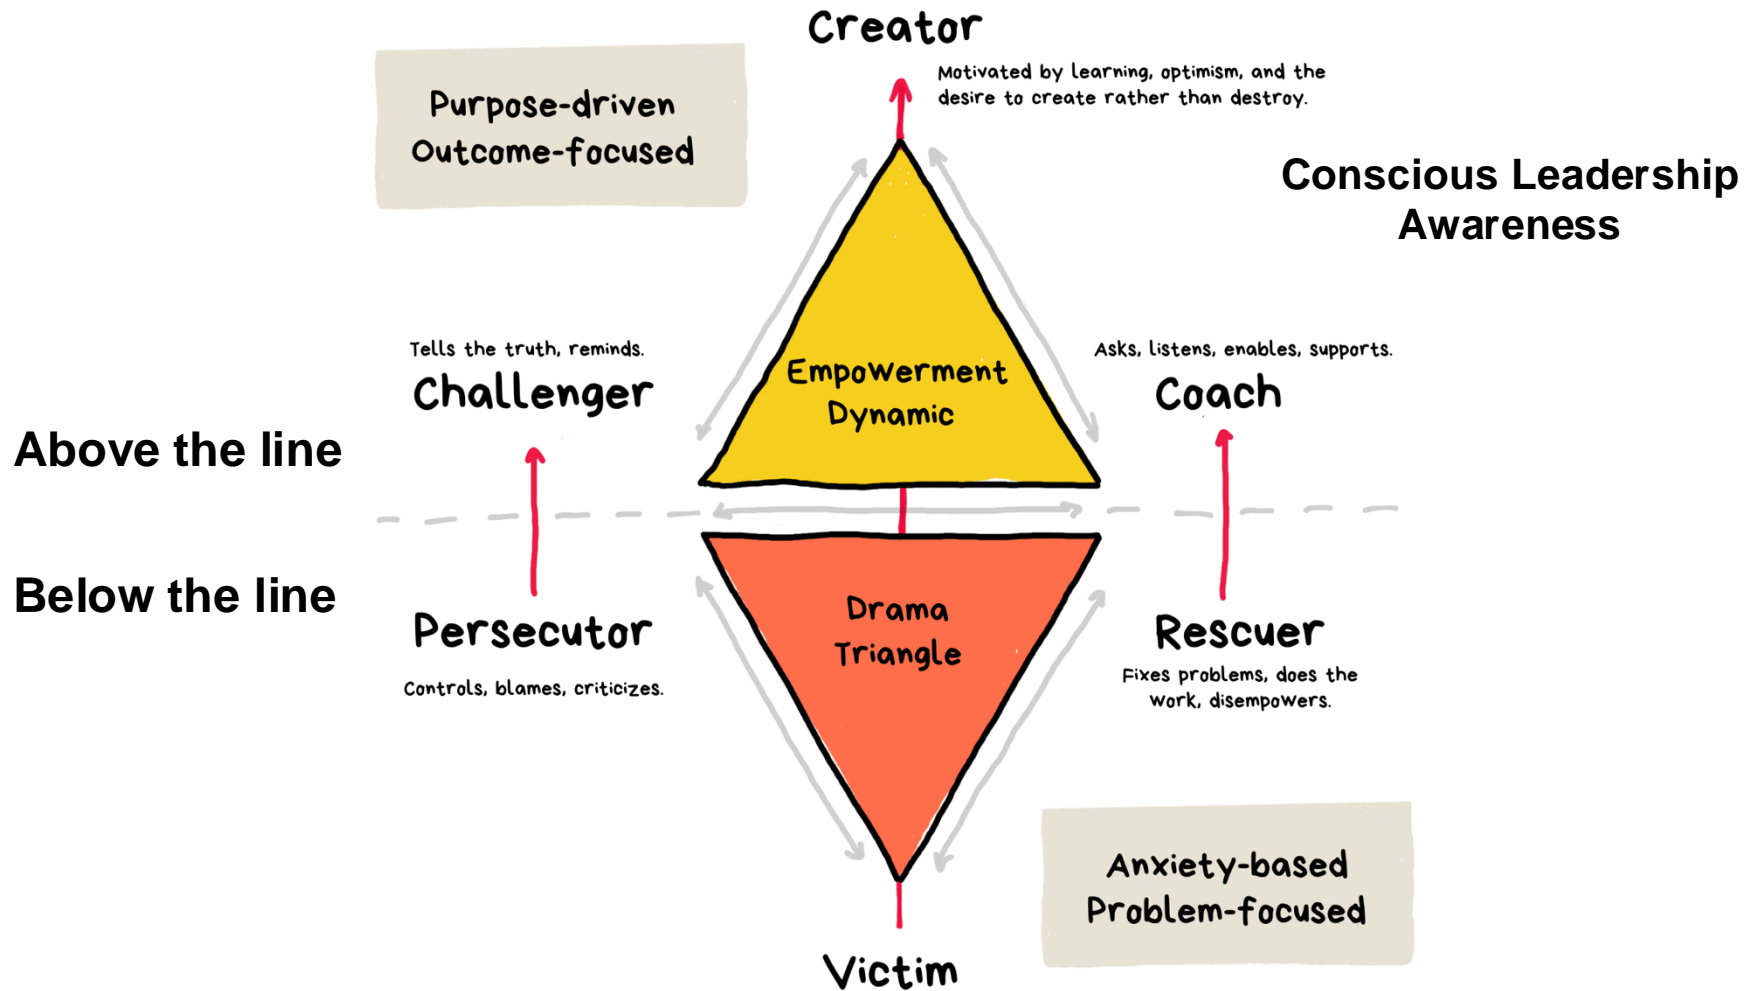 Creator
Motivated by learning, optimism, and the
desire to create rather than destroy.
Purpose-driven
Outcome-focused
Conscious Leadership
Awareness
Tells the truth, reminds.
Challenger
Empowerment
Dynamic
Asks, listens, enables, supports.
Coach
Above the line
Below the line
Persecutor
Controls, blames, criticizes.
Drama
Triangle
Rescuer
Fixes problems, does the
work, disempowers.
Anxiety-based
Problem-focused
Victim